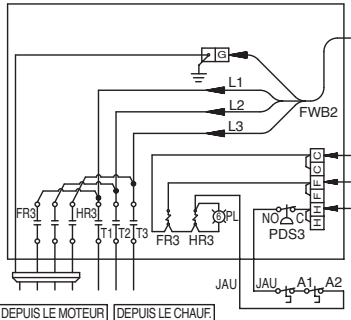 G
L1
L2
FWB2
L3
C
C
F
F
H
H
FR3
HR3
T1 T2 T3
FR3
HR3
6
PL
NO
C
PDS3
JAU
JAU
A1
A2
DEPUIS LE MOTEUR
DEPUIS LE CHAUF.